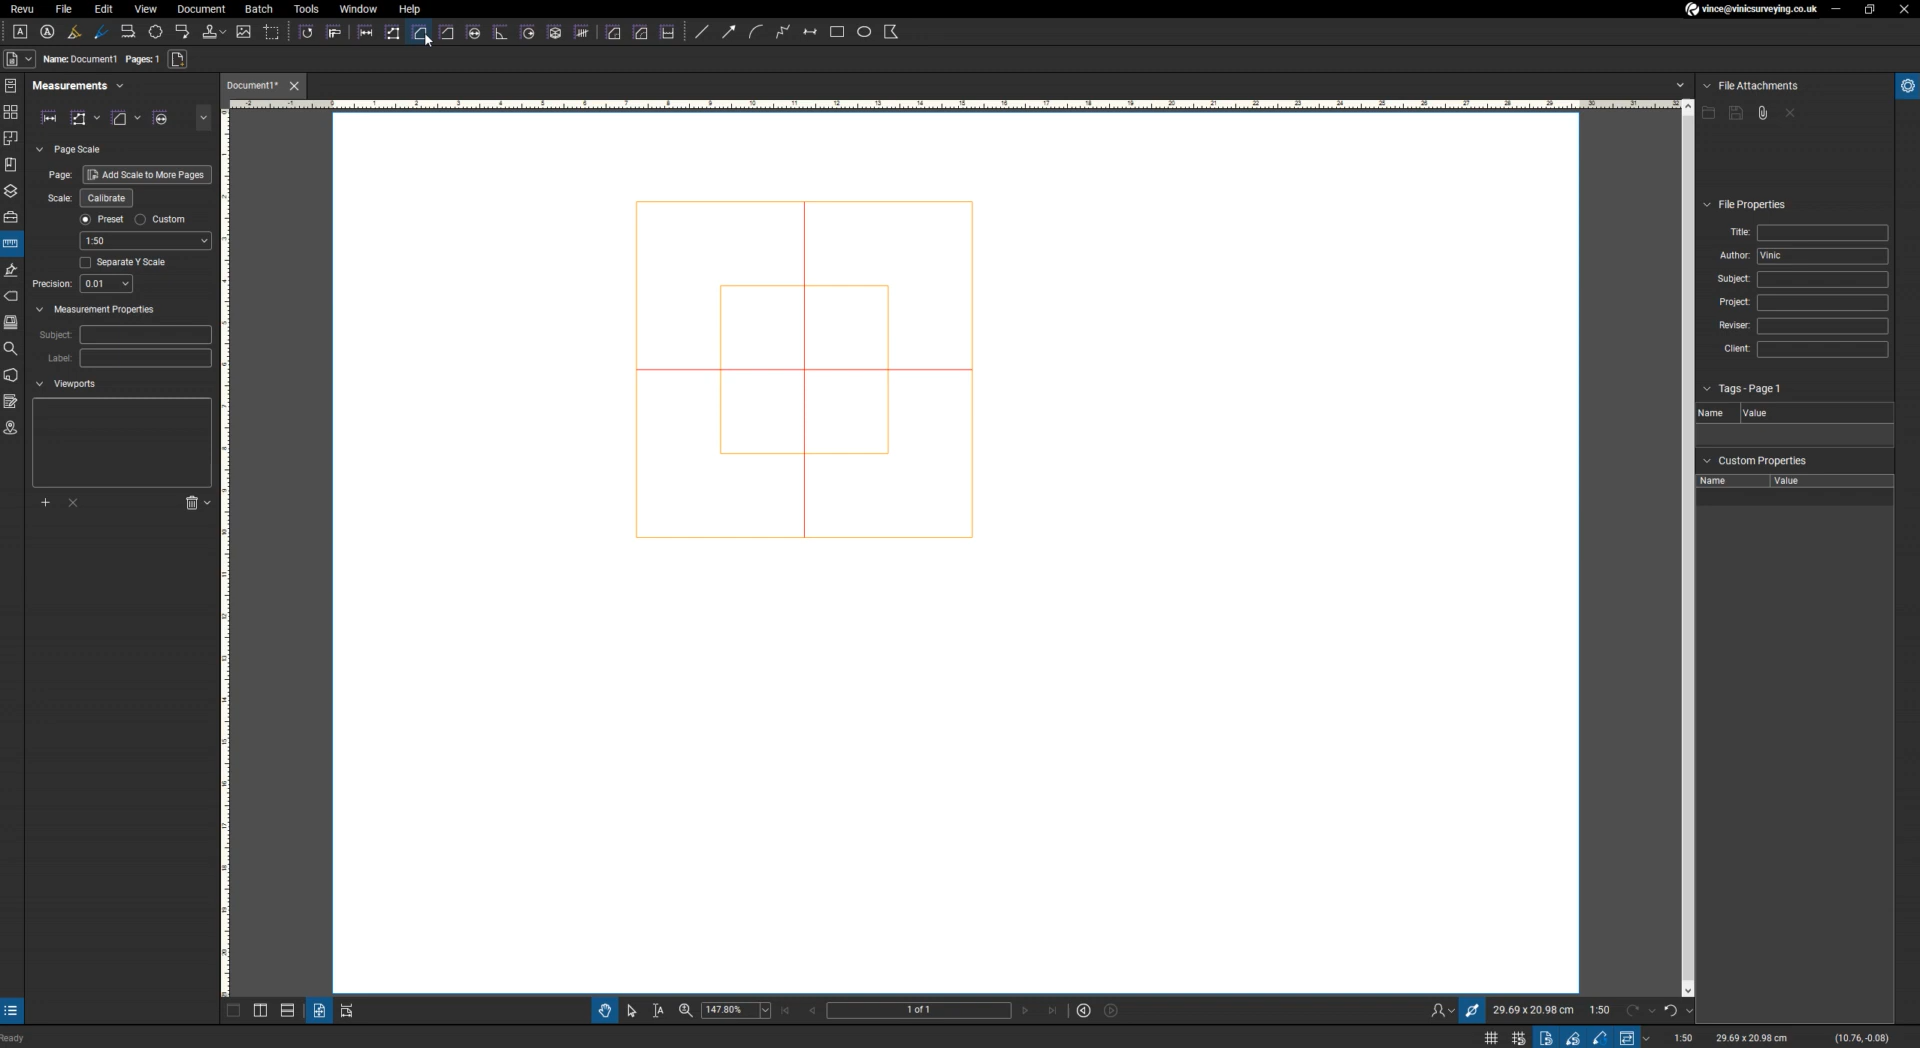 Revu File Edit View Document Batch Tools Window Help vince@vinicsurveying.co.uk
Name: Document1 Pages: 1
Measurements
Document1*
File Attachments
Page Scale
Page: Add Scale to More Pages
Scale: Calibrate
Preset Custom
1:50
Separate Y Scale
Precision: 0.01
Measurement Properties
Subject:
Label:
Viewports
File Properties
Title:
Author: Vinic
Subject:
Project:
Reviser:
Client:
Tags - Page 1
Name Value
Custom Properties
Name Value
147.80% 1 of 1 29.69 x 20.98 cm 1:50
Ready 1:50 29.69 x 20.98 cm (10.76, -0.08)